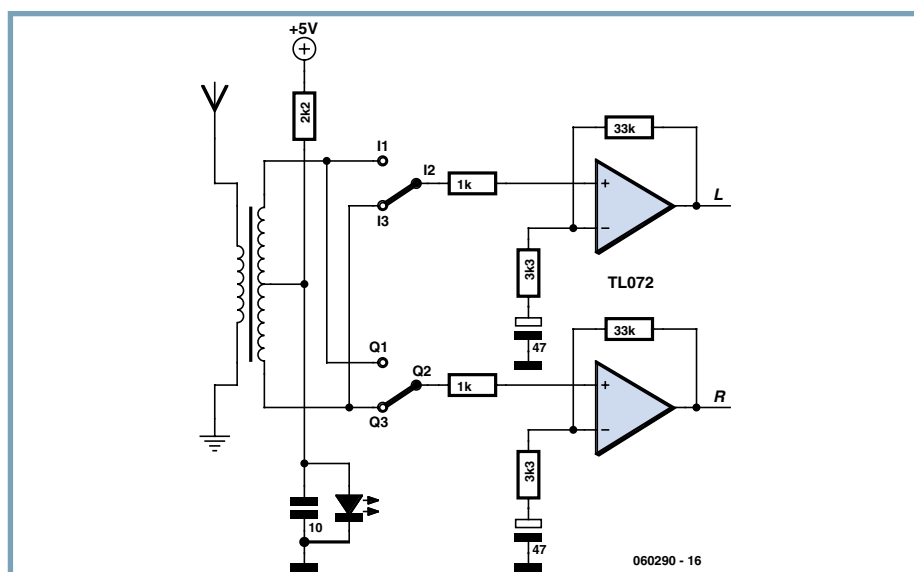 +5V
2k2
I1
I2
I3
1k
33k
+
−
L
3k3
47
TL072
Q1
Q2
Q3
1k
33k
+
−
R
3k3
47
10
060290 - 16